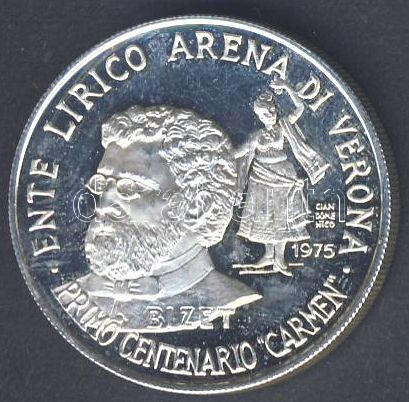 · ENTE LIRICO ARENA DI VERONA ·
GIAN
DOME
NICO
1975
BIZET
PRIMO CENTENARIO "CARMEN"